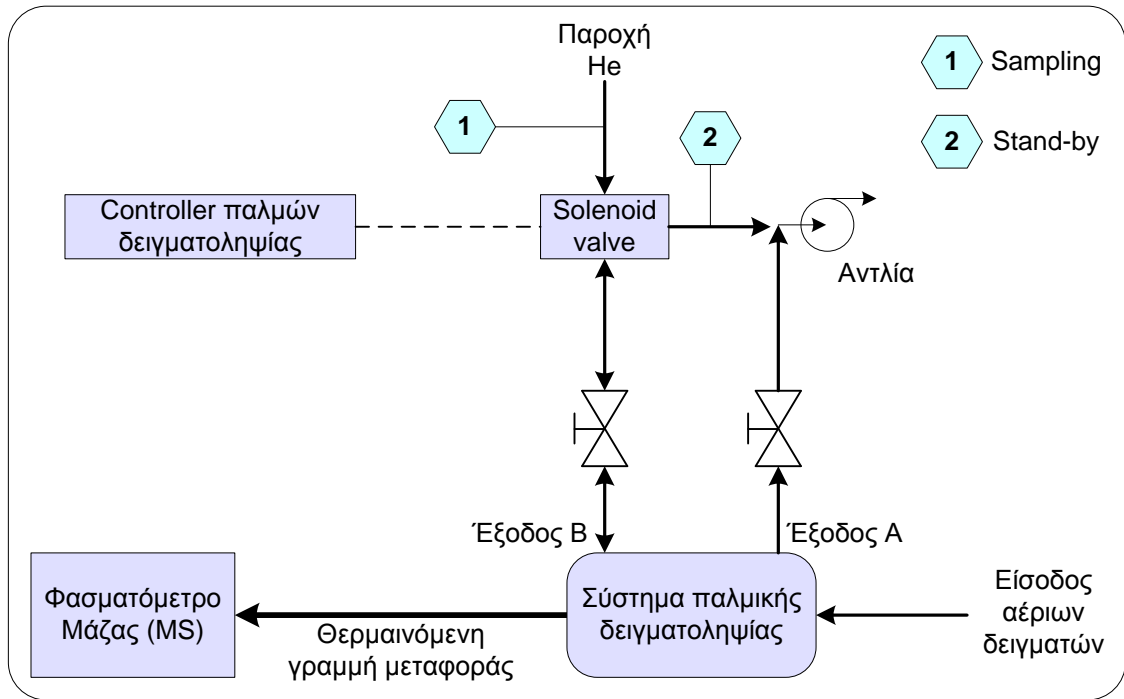 Παροχή
He
1
Sampling
1
2
2
Stand-by
Controller παλμών
δειγματοληψίας
Solenoid
valve
Αντλία
Έξοδος Β
Έξοδος Α
Φασματόμετρο
Μάζας (MS)
Θερμαινόμενη
γραμμή μεταφοράς
Σύστημα παλμικής
δειγματοληψίας
Είσοδος
αέριων
δειγματών